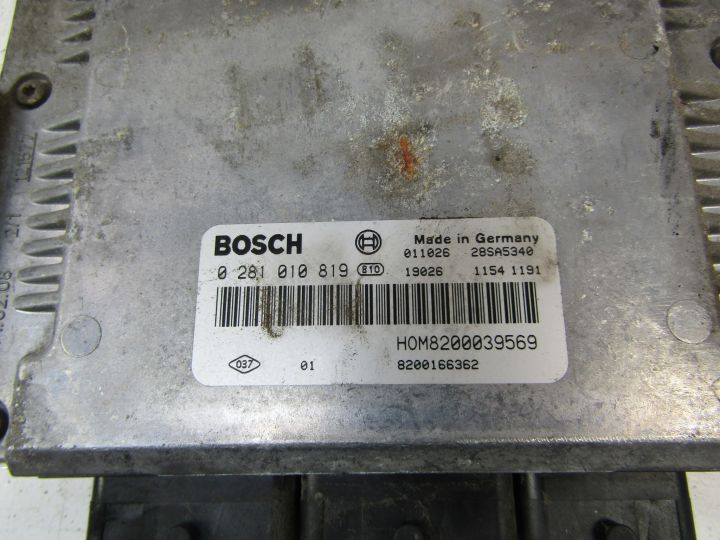 BOSCH
Made in Germany
011026 28SA5340
0 281 010 819 810 19026 1154 1191
HOM8200039569
037 01 8200166362